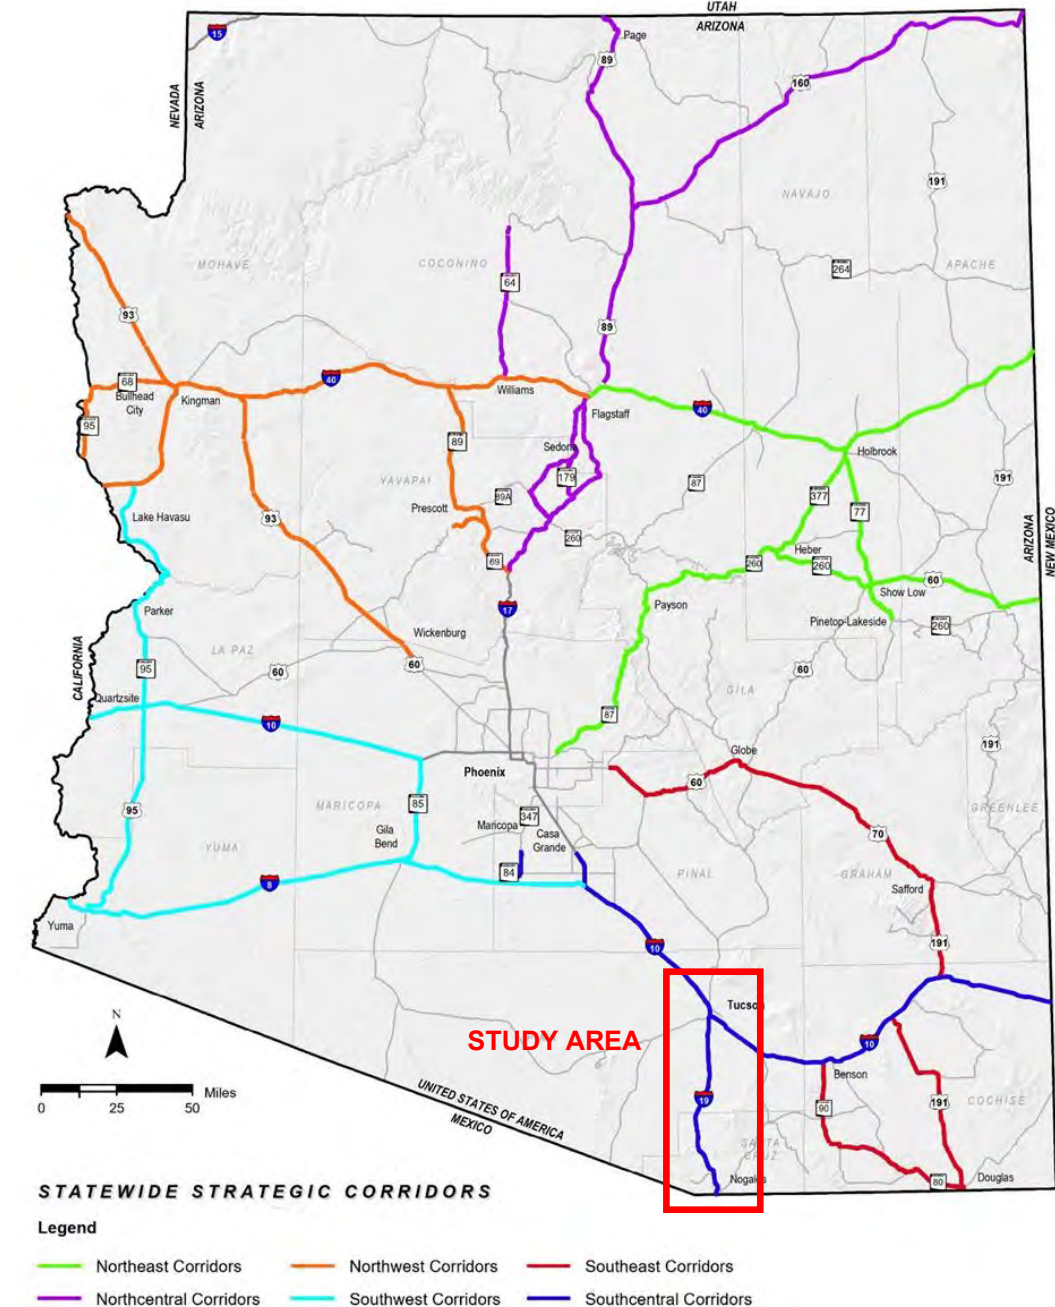 UTAH
ARIZONA
15
Page
89
160
NEVADA
ARIZONA
191
NAVAJO
MOHAVE
COCONINO
264
APACHE
64
93
89
68
40
Williams
Bullhead
City
Kingman
40
Flagstaff
95
89
Sedona
Holbrook
YAVAPAI
179
87
191
89A
377
Lake Havasu
Prescott
77
93
260
ARIZONA
NEW MEXICO
Heber
69
260
260
60
Show Low
Parker
17
Payson
Pinetop-Lakeside
260
Wickenburg
CALIFORNIA
LA PAZ
95
60
60
60
Quartzsite
GILA
87
10
191
Globe
Phoenix
60
95
MARICOPA
85
347
GREENLEE
Maricopa
Casa
Grande
70
Gila
Bend
YUMA
84
PINAL
GRAHAM
8
Safford
Yuma
10
191
Tucson
N
STUDY AREA
10
Benson
0 25 50 Miles
UNITED STATES OF AMERICA
MEXICO
19
90
191
COCHISE
SANTA
CRUZ
Nogales
80
Douglas
STATEWIDE STRATEGIC CORRIDORS
Legend
Northeast Corridors Northwest Corridors Southeast Corridors
Northcentral Corridors Southwest Corridors Southcentral Corridors